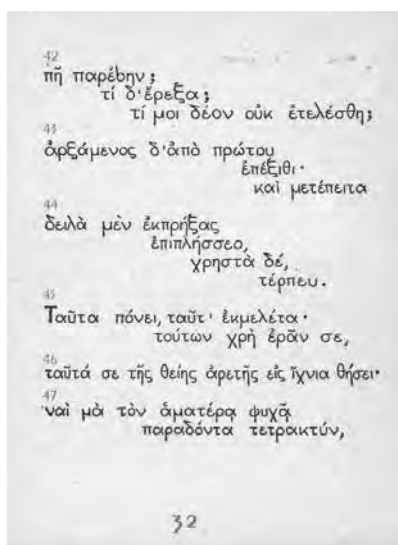 42
πῆ παρέβην;
τί δ'ἔρεξα;
τί μοι δέον οὐκ ἐτελέσθη;
43
ἀρξάμενος δ'ἀπὸ πρώτου
ἐπέξιθι·
καὶ μετέπειτα
44
δειλὰ μὲν ἐκπρήξας
ἐπιπλήσσεο,
χρηστὰ δέ,
τέρπευ.
45
Ταῦτα πόνει, ταῦτ' ἐκμελέτα·
τούτων χρὴ ἐρᾶν σε,
46
ταῦτά σε τῆς θείης ἀρετῆς εἰς ἴχνια θήσει·
47
ναὶ μὰ τὸν ἁματέρᾳ ψυχᾷ
παραδόντα τετρακτύν,
32